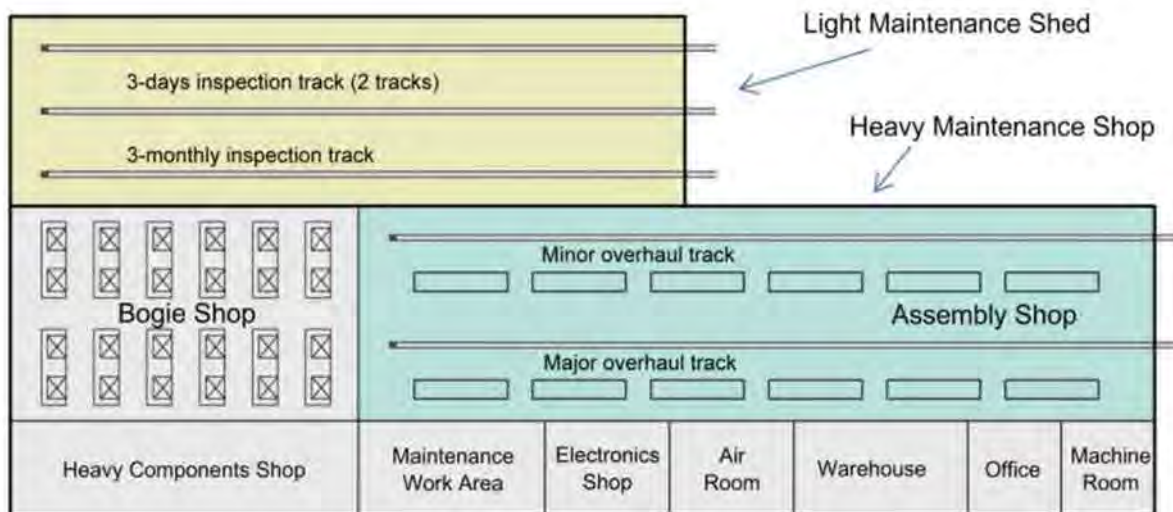 Light Maintenance Shed
3-days inspection track (2 tracks)
Heavy Maintenance Shop
3-monthly inspection track
Minor overhaul track
Bogie Shop
Assembly Shop
Major overhaul track
Heavy Components Shop
Maintenance
Work Area
Electronics
Shop
Air
Room
Warehouse
Office
Machine
Room